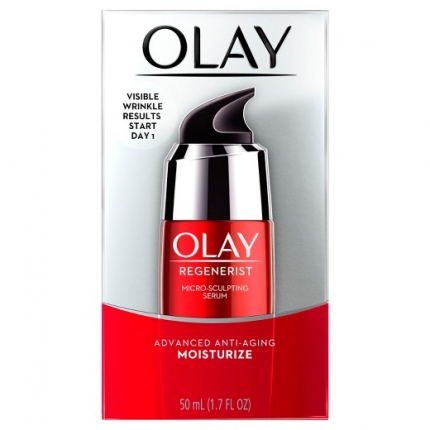 OLAY
VISIBLE
WRINKLE
RESULTS
START
DAY 1
OLAY
REGENERIST
MICRO-SCULPTING
SERUM
ADVANCED ANTI-AGING
MOISTURIZE
50 mL (1.7 FL OZ)